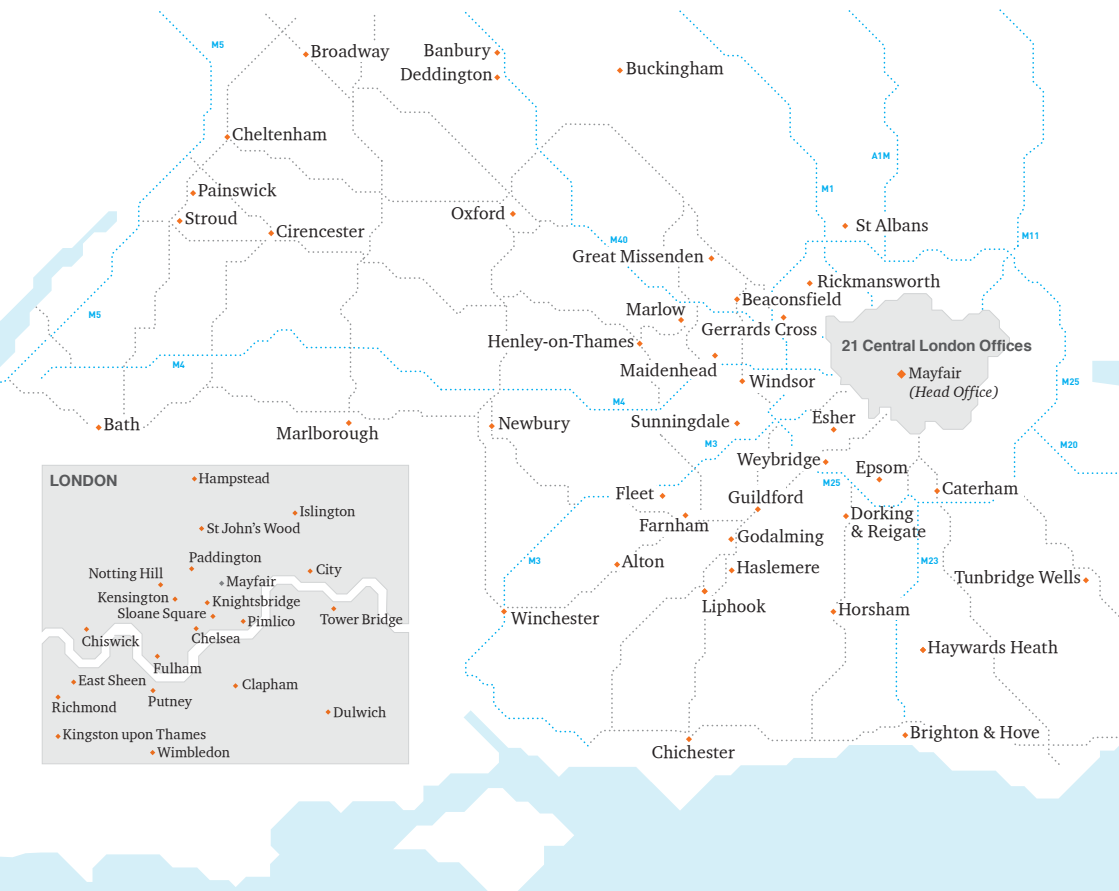 M5
Broadway
Banbury
Deddington
Buckingham
Cheltenham
A1M
M1
Painswick
Stroud
Cirencester
Oxford
St Albans
M40
M11
Great Missenden
Rickmansworth
Beaconsfield
Marlow
Gerrards Cross
M5
Henley-on-Thames
21 Central London Offices
M4
Maidenhead
Mayfair
(Head Office)
Windsor
M25
M4
Bath
Marlborough
Newbury
Sunningdale
Esher
M3
M20
Weybridge
Epsom
M25
Caterham
Fleet
Guildford
Farnham
Dorking
& Reigate
Godalming
M3
Alton
Haslemere
M23
Tunbridge Wells
Liphook
Horsham
Winchester
Haywards Heath
Chichester
Brighton & Hove
LONDON
Hampstead
Islington
St John's Wood
Paddington
Notting Hill
Mayfair
City
Kensington
Knightsbridge
Sloane Square
Pimlico
Tower Bridge
Chiswick
Chelsea
Fulham
East Sheen
Clapham
Richmond
Putney
Dulwich
Kingston upon Thames
Wimbledon